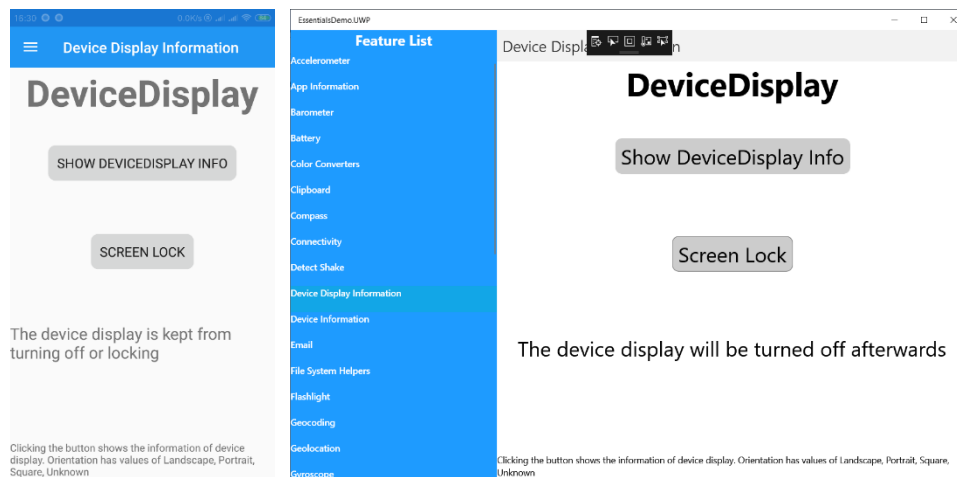 16:30 0.0K/s
Device Display Information
DeviceDisplay
SHOW DEVICEDISPLAY INFO
SCREEN LOCK
The device display is kept from
turning off or locking
Clicking the button shows the information of device
display. Orientation has values of Landscape, Portrait,
Square, Unknown
EssentialsDemo.UWP
Feature List
Accelerometer
App Information
Barometer
Battery
Color Converters
Clipboard
Compass
Connectivity
Detect Shake
Device Display Information
Device Information
Email
File System Helpers
Flashlight
Geocoding
Geolocation
Gyroscope
Device Displa n
DeviceDisplay
Show DeviceDisplay Info
Screen Lock
The device display will be turned off afterwards
Clicking the button shows the information of device display. Orientation has values of Landscape, Portrait, Square,
Unknown